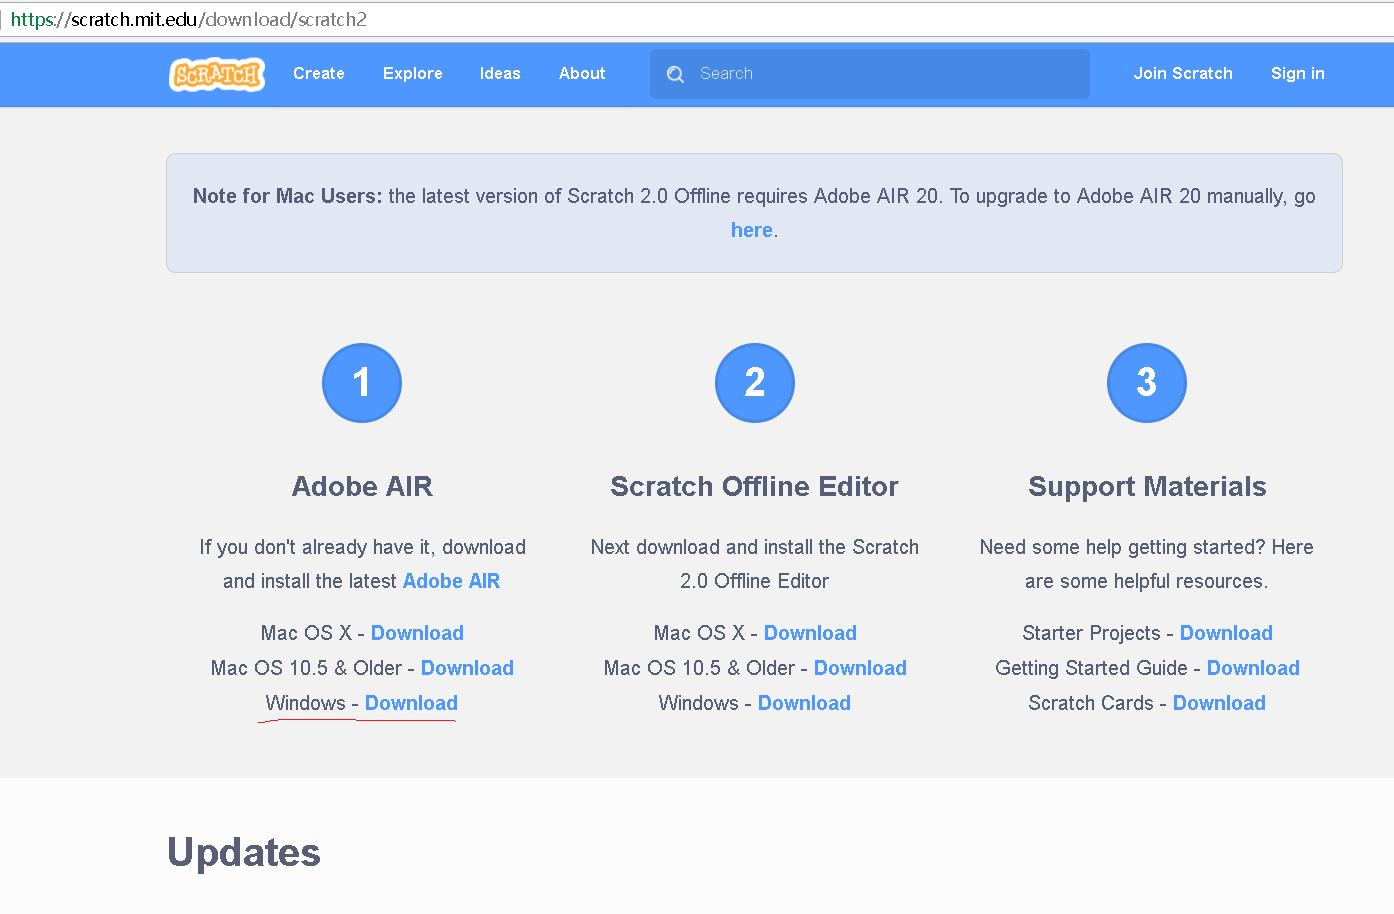 https://scratch.mit.edu/download/scratch2
SCRATCH Create Explore Ideas About Search Join Scratch Sign in
Note for Mac Users: the latest version of Scratch 2.0 Offline requires Adobe AIR 20. To upgrade to Adobe AIR 20 manually, go
here.
1
Adobe AIR
If you don't already have it, download
and install the latest Adobe AIR
Mac OS X - Download
Mac OS 10.5 & Older - Download
Windows - Download
2
Scratch Offline Editor
Next download and install the Scratch
2.0 Offline Editor
Mac OS X - Download
Mac OS 10.5 & Older - Download
Windows - Download
3
Support Materials
Need some help getting started? Here
are some helpful resources.
Starter Projects - Download
Getting Started Guide - Download
Scratch Cards - Download
Updates